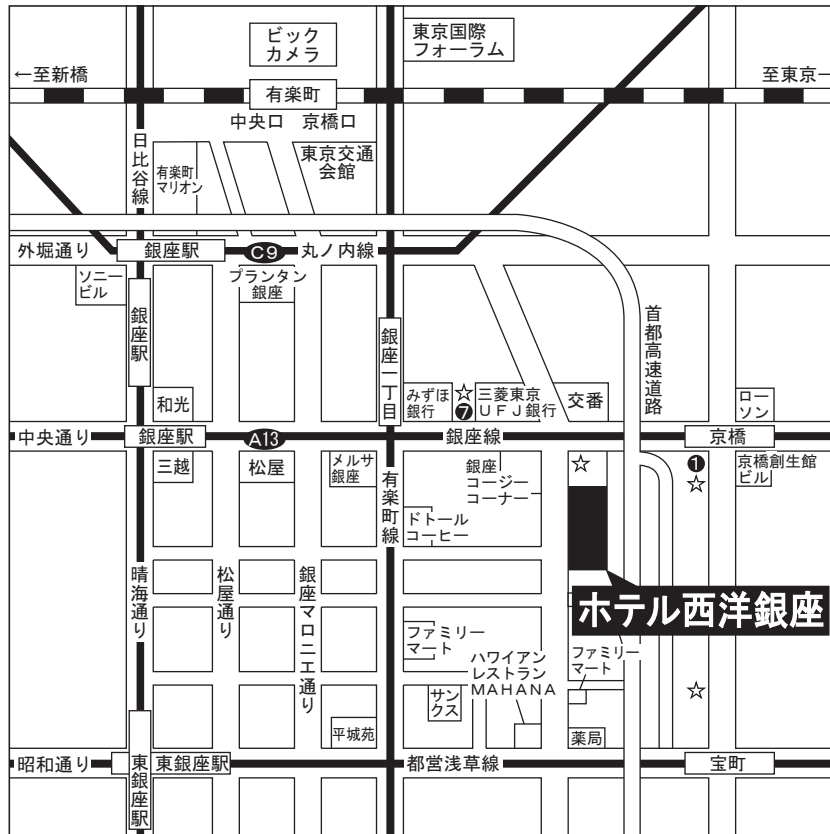 ビック
カメラ
東京国際
フォーラム
←至新橋
至東京→
有楽町
中央口
京橋口
日比谷線
有楽町
マリオン
東京交通
会館
外堀通り
銀座駅
C9
丸ノ内線
ソニー
ビル
プランタン
銀座
銀座駅
銀座一丁目
首都高速道路
和光
みずほ
銀行
☆
7
三菱東京
UFJ銀行
交番
ローソン
中央通り
銀座駅
A13
銀座線
京橋
三越
松屋
メルサ
銀座
有楽町線
銀座
コージー
コーナー
☆
1
☆
京橋創生館
ビル
ドトール
コーヒー
晴海通り
松屋通り
銀座マロニエ通り
ホテル西洋銀座
ファミリー
マート
ハワイアン
レストラン
MAHANA
ファミリー
マート
サン
クス
☆
平城苑
薬局
昭和通り
東銀座駅
東銀座駅
都営浅草線
宝町